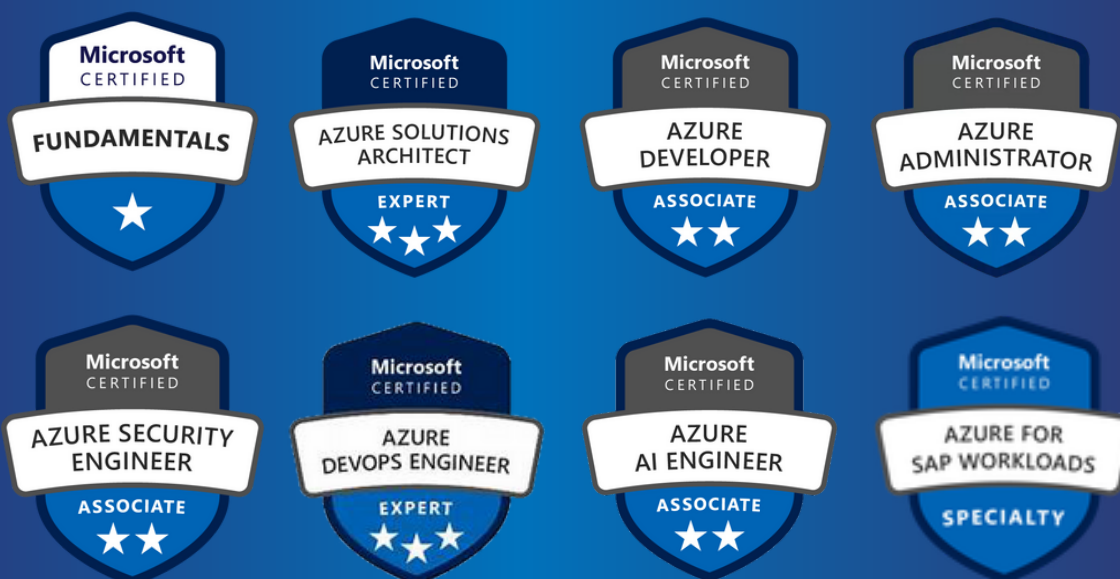 Microsoft
CERTIFIED
FUNDAMENTALS
Microsoft
CERTIFIED
AZURE SOLUTIONS
ARCHITECT
EXPERT
Microsoft
CERTIFIED
AZURE
DEVELOPER
ASSOCIATE
Microsoft
CERTIFIED
AZURE
ADMINISTRATOR
ASSOCIATE
Microsoft
CERTIFIED
AZURE SECURITY
ENGINEER
ASSOCIATE
Microsoft
CERTIFIED
AZURE
DEVOPS ENGINEER
EXPERT
Microsoft
CERTIFIED
AZURE
AI ENGINEER
ASSOCIATE
Microsoft
CERTIFIED
AZURE FOR
SAP WORKLOADS
SPECIALTY